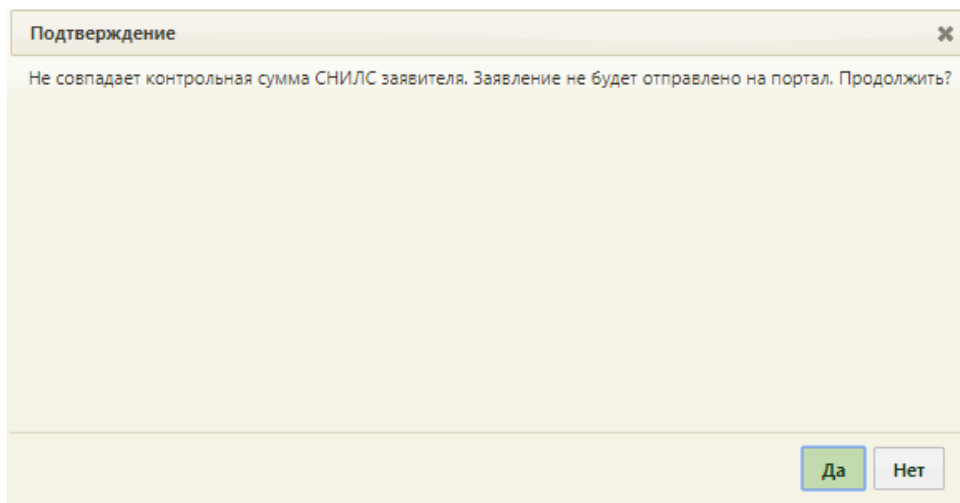 Подтверждение
Не совпадает контрольная сумма СНИЛС заявителя. Заявление не будет отправлено на портал. Продолжить?
Да
Нет